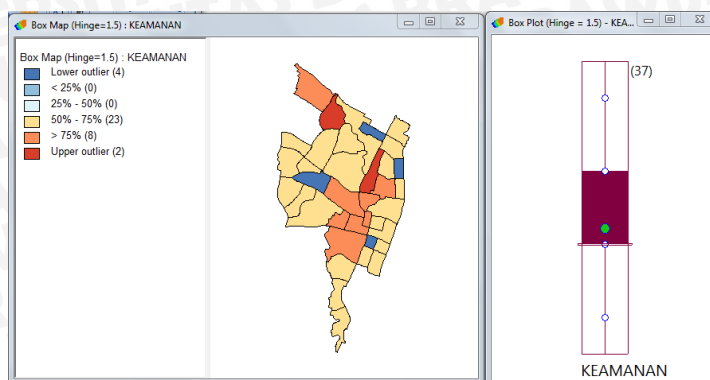 Box Map (Hinge=1.5) : KEAMANAN
Box Map (Hinge=1.5) : KEAMANAN
Lower outlier (4)
< 25% (0)
25% - 50% (0)
50% - 75% (23)
> 75% (8)
Upper outlier (2)
Box Plot (Hinge = 1.5) - KEA...
(37)
KEAMANAN